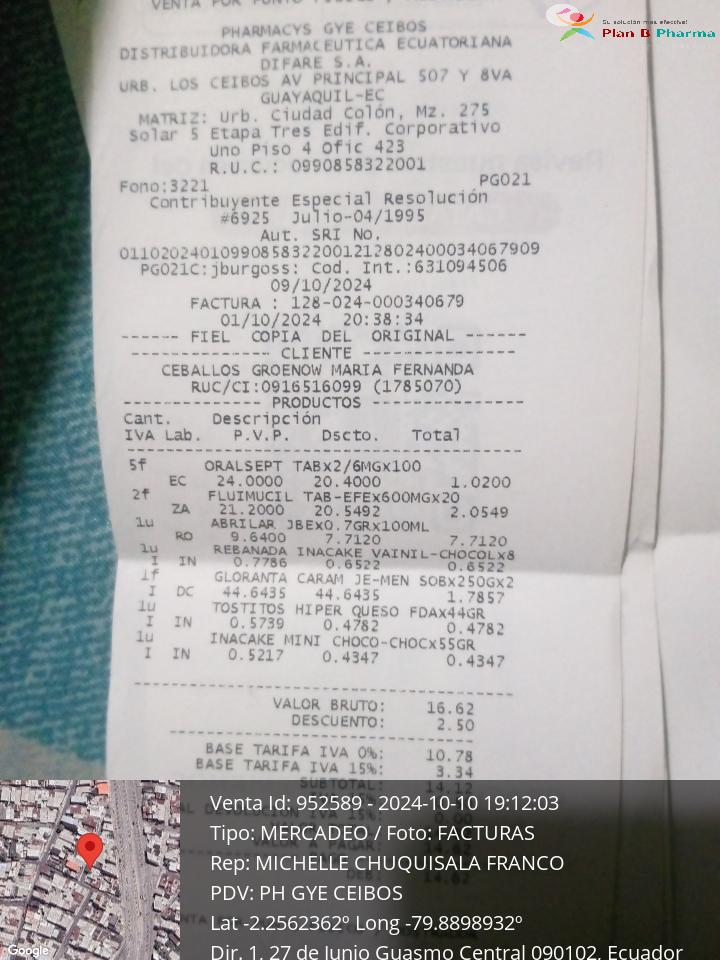 Su solución más efectiva!
Plan B Pharma
VENTA POR PUNTO
PHARMACYS GYE CEIBOS
DISTRIBUIDORA FARMACEUTICA ECUATORIANA
DIFARE S.A.
URB. LOS CEIBOS AV PRINCIPAL 507 Y 8VA
GUAYAQUIL-EC
MATRIZ: Urb. Ciudad Colón, Mz. 275
Solar 5 Etapa Tres Edif. Corporativo
Uno Piso 4 Ofic 423
R.U.C.: 0990858322001
Fono:3221 PG021
Contribuyente Especial Resolución
#6925 Julio-04/1995
Aut. SRI No.
0110202401099085832200121280240003406790​9
PG021C:jburgoss: Cod. Int.:631094506
09/10/2024
FACTURA : 128-024-000340679
01/10/2024 20:38:34
------ FIEL COPIA DEL ORIGINAL ------
--------------- CLIENTE ----------------
CEBALLOS GROENOW MARIA FERNANDA
RUC/CI:0916516099 (1785070)
-------------- PRODUCTOS ---------------
Cant. Descripción
IVA Lab. P.V.P. Dscto. Total
----------------------------------------
5f ORALSEPT TABx2/6MGx100
EC 24.0000 20.4000 1.0200
2f FLUIMUCIL TAB-EFEx600MGx20
ZA 21.2000 20.5492 2.0549
1u ABRILAR JBEx0.7GRx100ML
RO 9.6400 7.7120 7.7120
1u REBANADA INACAKE VAINIL-CHOCOLx8
I IN 0.7786 0.6522 0.6522
1f GLORANTA CARAM JE-MEN SOBx250Gx2
I DC 44.6435 44.6435 1.7857
1u TOSTITOS HIPER QUESO FDAx44GR
I IN 0.5739 0.4782 0.4782
1u INACAKE MINI CHOCO-CHOCx55GR
I IN 0.5217 0.4347 0.4347
----------------------------------------
VALOR BRUTO: 16.62
DESCUENTO: 2.50
----------------------------------------
BASE TARIFA IVA 0%: 10.78
BASE TARIFA IVA 15%: 3.34
SUBTOTAL: 14.12
Venta Id: 952589 - 2024-10-10 19:12:03
Tipo: MERCADEO / Foto: FACTURAS
Rep: MICHELLE CHUQUISALA FRANCO
PDV: PH GYE CEIBOS
Lat -2.2562362º Long -79.8898932º
Dir. 1, 27 de Junio Guasmo Central 090102, Ecuador
Google